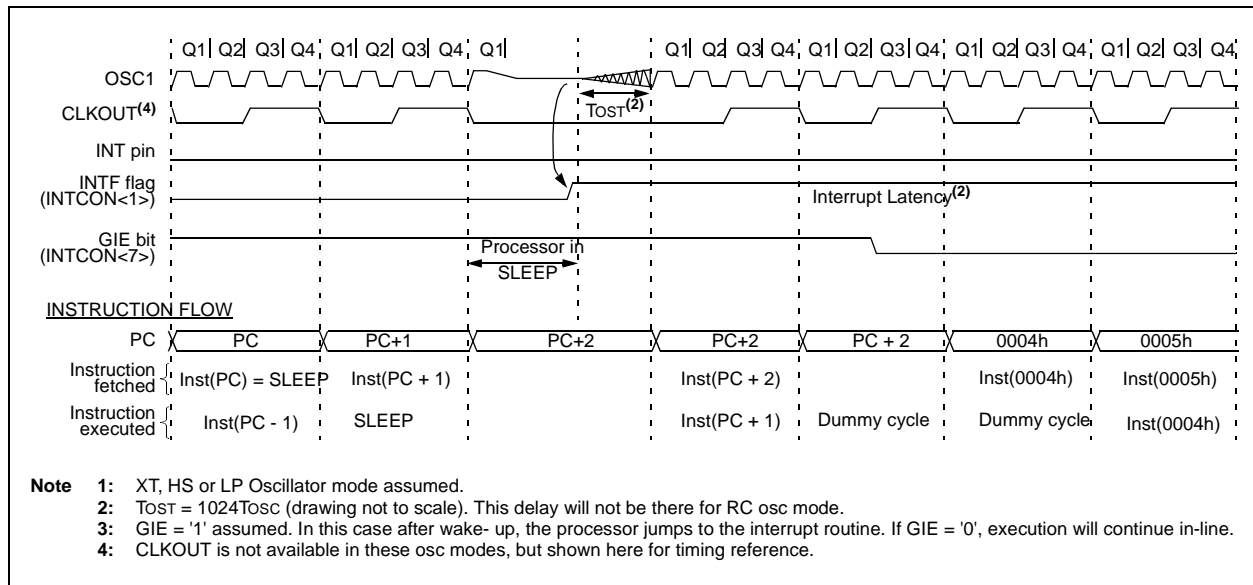 Q1| Q2| Q3| Q4| Q1| Q2| Q3| Q4| Q1| Q1| Q2| Q3| Q4| Q1| Q2| Q3| Q4| Q1| Q2| Q3| Q4| Q1| Q2| Q3| Q4
OSC1
CLKOUT(4)
TOST(2)
INT pin
INTF flag
(INTCON<1>)
Interrupt Latency(2)
GIE bit
(INTCON<7>)
Processor in
SLEEP
INSTRUCTION FLOW
PC PC PC+1 PC+2 PC+2 PC + 2 0004h 0005h
Instruction
fetched
Inst(PC) = SLEEP Inst(PC + 1) Inst(PC + 2) Inst(0004h) Inst(0005h)
Instruction
executed
Inst(PC - 1) SLEEP Inst(PC + 1) Dummy cycle Dummy cycle Inst(0004h)
Note 1: XT, HS or LP Oscillator mode assumed.
2: TOST = 1024TOSC (drawing not to scale). This delay will not be there for RC osc mode.
3: GIE = '1' assumed. In this case after wake- up, the processor jumps to the interrupt routine. If GIE = '0', execution will continue in-line.
4: CLKOUT is not available in these osc modes, but shown here for timing reference.